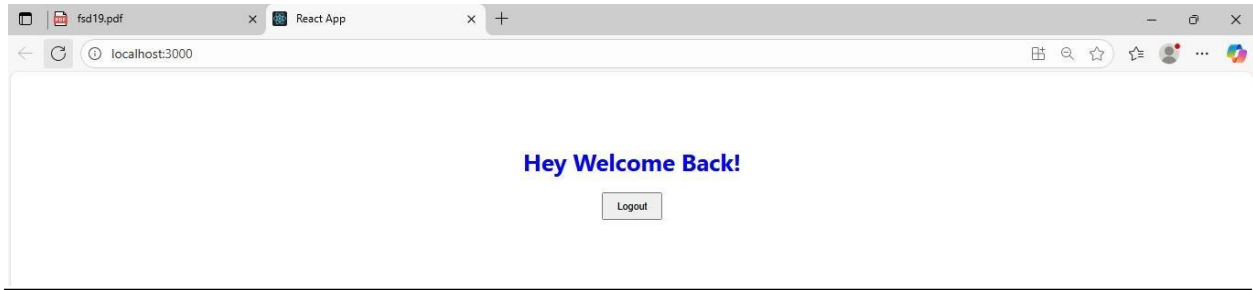 fsd19.pdf
React App
localhost:3000
Hey Welcome Back!
Logout